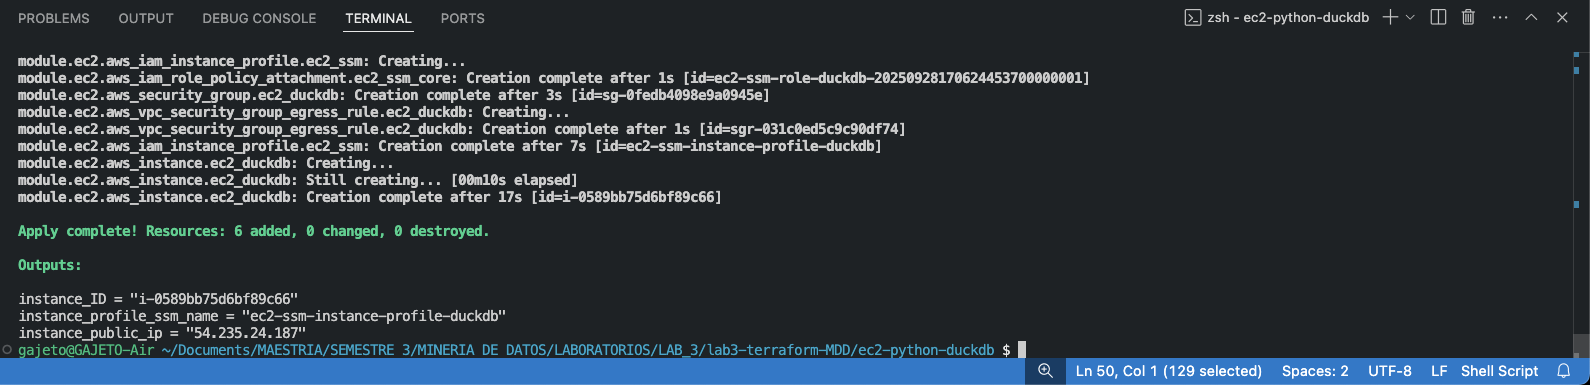 PROBLEMS OUTPUT DEBUG CONSOLE TERMINAL PORTS zsh - ec2-python-duckdb
module.ec2.aws_iam_instance_profile.ec2_ssm: Creating...
module.ec2.aws_iam_role_policy_attachment.ec2_ssm_core: Creation complete after 1s [id=ec2-ssm-role-duckdb-20250928170624453700000001]
module.ec2.aws_security_group.ec2_duckdb: Creation complete after 3s [id=sg-0fedb4098e9a0945e]
module.ec2.aws_vpc_security_group_egress_rule.ec2_duckdb: Creating...
module.ec2.aws_vpc_security_group_egress_rule.ec2_duckdb: Creation complete after 1s [id=sgr-031c0ed5c9c90df74]
module.ec2.aws_iam_instance_profile.ec2_ssm: Creation complete after 7s [id=ec2-ssm-instance-profile-duckdb]
module.ec2.aws_instance.ec2_duckdb: Creating...
module.ec2.aws_instance.ec2_duckdb: Still creating... [00m10s elapsed]
module.ec2.aws_instance.ec2_duckdb: Creation complete after 17s [id=i-0589bb75d6bf89c66]
Apply complete! Resources: 6 added, 0 changed, 0 destroyed.
Outputs:
instance_ID = "i-0589bb75d6bf89c66"
instance_profile_ssm_name = "ec2-ssm-instance-profile-duckdb"
instance_public_ip = "54.235.24.187"
gajeto@GAJETO-Air ~/Documents/MAESTRIA/SEMESTRE 3/MINERIA DE DATOS/LABORATORIOS/LAB_3/lab3-terraform-MDD/ec2-python-duckdb $
Ln 50, Col 1 (129 selected) Spaces: 2 UTF-8 LF Shell Script